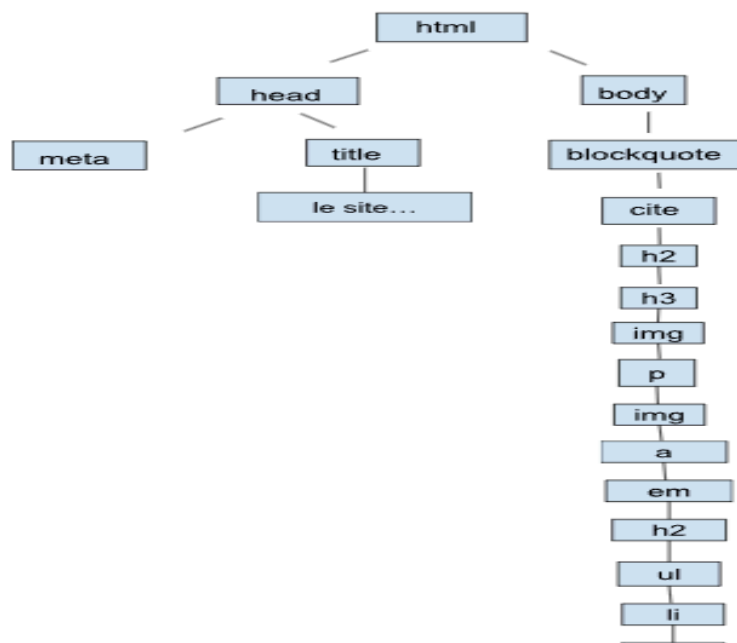 html
head
body
meta
title
blockquote
le site...
cite
h2
h3
img
p
img
a
em
h2
ul
li